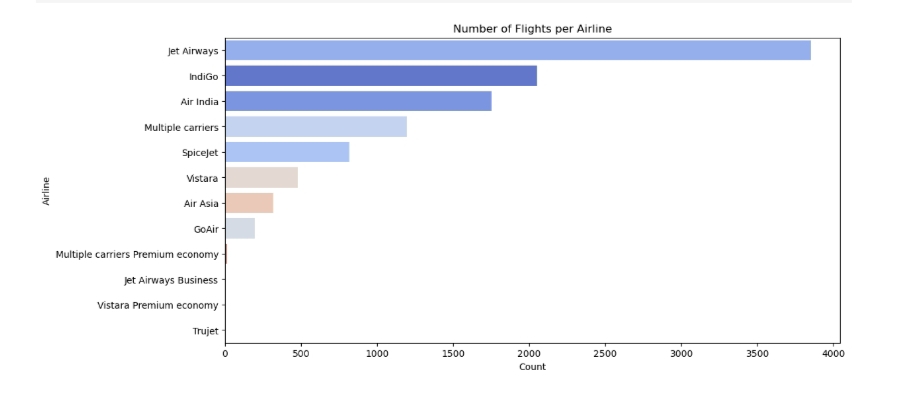 Number of Flights per Airline
Jet Airways
IndiGo
Air India
Multiple carriers
SpiceJet
Vistara
Air Asia
GoAir
Multiple carriers Premium economy
Jet Airways Business
Vistara Premium economy
Trujet
Airline
0 500 1000 1500 2000 2500 3000 3500 4000
Count